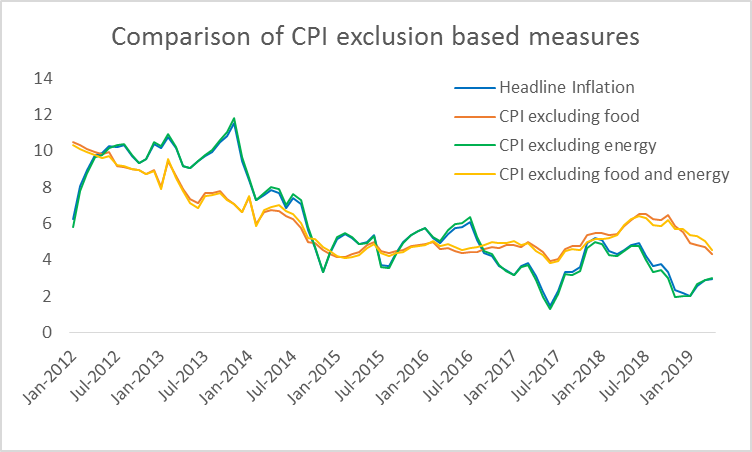 Comparison of CPI exclusion based measures
14
12
10
8
6
4
2
0
Headline Inflation
CPI excluding food
CPI excluding energy
CPI excluding food and energy
Jan-2012
Jul-2012
Jan-2013
Jul-2013
Jan-2014
Jul-2014
Jan-2015
Jul-2015
Jan-2016
Jul-2016
Jan-2017
Jul-2017
Jan-2018
Jul-2018
Jan-2019